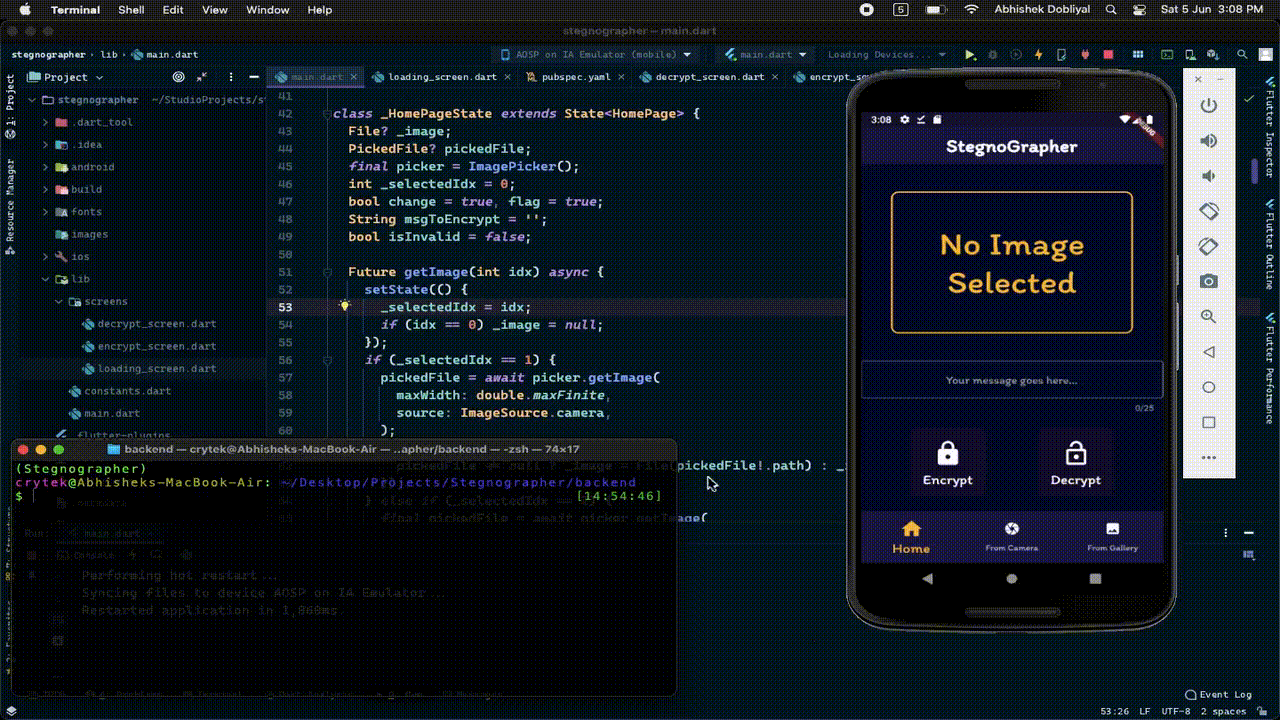 Terminal Shell Edit View Window Help
5 Abhishek Dobliyal Sat 5 Jun 3:08 PM
stegnographer – main.dart
stegnographer › lib › main.dart
AOSP on IA Emulator (mobile) main.dart Loading Devices...
Project
main.dart loading_screen.dart pubspec.yaml decrypt_screen.dart encrypt_sc
1: Project
Resource Manager
stegnographer ~/StudioProjects/s
.dart_tool
.idea
android
build
fonts
images
ios
lib
screens
decrypt_screen.dart
encrypt_screen.dart
loading_screen.dart
constants.dart
main.dart
.flutter-plugins
41
42 class _HomePageState extends State<HomePage> {
43 File? _image;
44 PickedFile? pickedFile;
45 final picker = ImagePicker();
46 int _selectedIdx = 0;
47 bool change = true, flag = true;
48 String msgToEncrypt = '';
49 bool isInvalid = false;
50
51 Future getImage(int idx) async {
52 setState(() {
53 _selectedIdx = idx;
54 if (idx == 0) _image = null;
55 });
56 if (_selectedIdx == 1) {
57 pickedFile = await picker.getImage(
58 maxWidth: double.maxFinite,
59 source: ImageSource.camera,
60 );
pickedFile != null ? _image = File(pickedFile!.path) : _
} else if (_selectedIdx ==
final pickedFile = await picker.getImage(
backend — crytek@Abhisheks-MacBook-Air — ..apher/backend — -zsh — 74×17
(Stegnographer)
crytek@Abhisheks-MacBook-Air: ~/Desktop/Projects/Stegnographer/backend
$ [14:54:46]
Run: main.dart
Console
Performing hot restart...
Syncing files to device AOSP on IA Emulator...
Restarted application in 1,868ms.
3:08
DEBUG
StegnoGrapher
No Image
Selected
Your message goes here...
0/25
Encrypt Decrypt
Home From Camera From Gallery
Flutter Inspector
Flutter Outline
Flutter Performance
Event Log
53:26 LF UTF-8 2 spaces